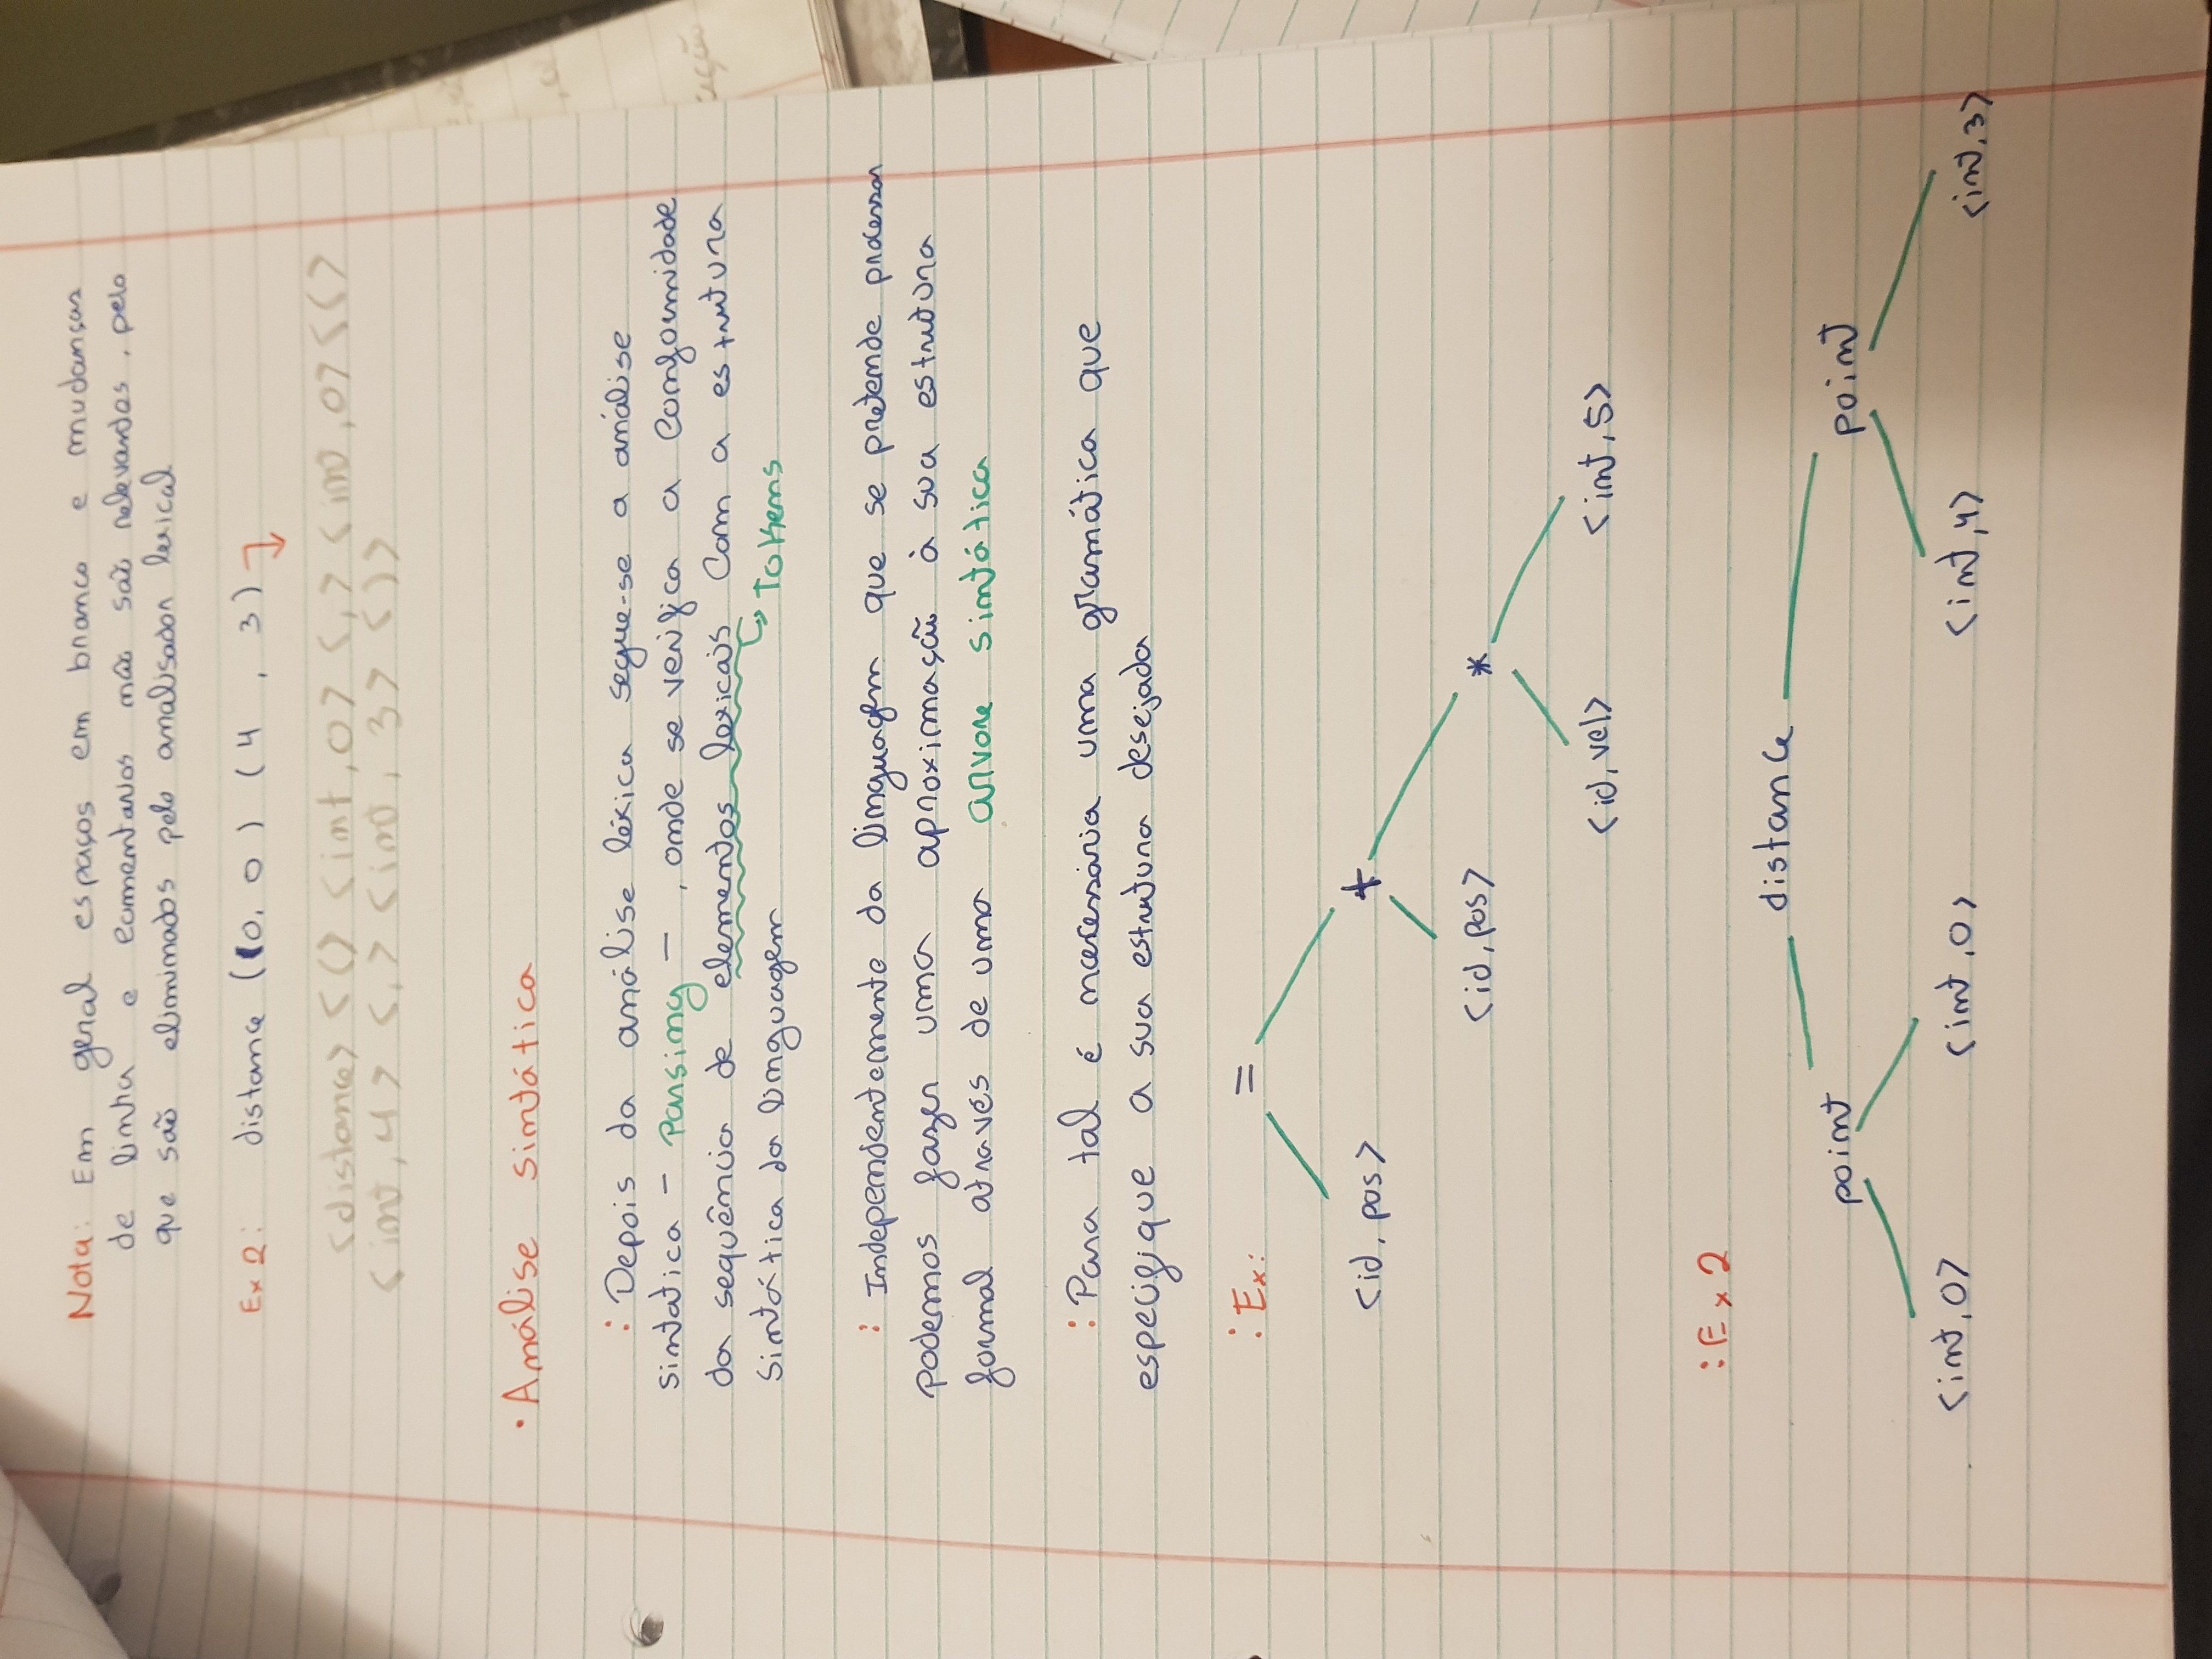 Nota: Em geral espaços em branco e mudanças
de linha e comentarios não são relevantes, pelo
que são eliminados pelo analisador lexical
Ex 2: distance (0, 0) (4 , 3)
<distance> <(> <int, 0> <,> <int, 0> <(>
<int, 4> <,> <int, 3> <)>
• Análise sintática
: Depois da análise léxica segue-se a análise
sintatica - Parsing - , onde se verifica a conformidade
da sequência de elementos lexicais com a estrutura
↳ Tokens
sintática da linguagem
: Independentemente da linguagem que se pretende processar
podemos fazer uma aproximação à sua estrutura
formal através de uma arvore sintática
: Para tal é necessária uma gramática que
especifique a sua estrutura desejada
: Ex: =
<id, pos> +
<id, pos> *
<id, vel> <int, 5>
: Ex 2
distance
point point
<int, 0> <int, 0> <int, 4> <int, 3>